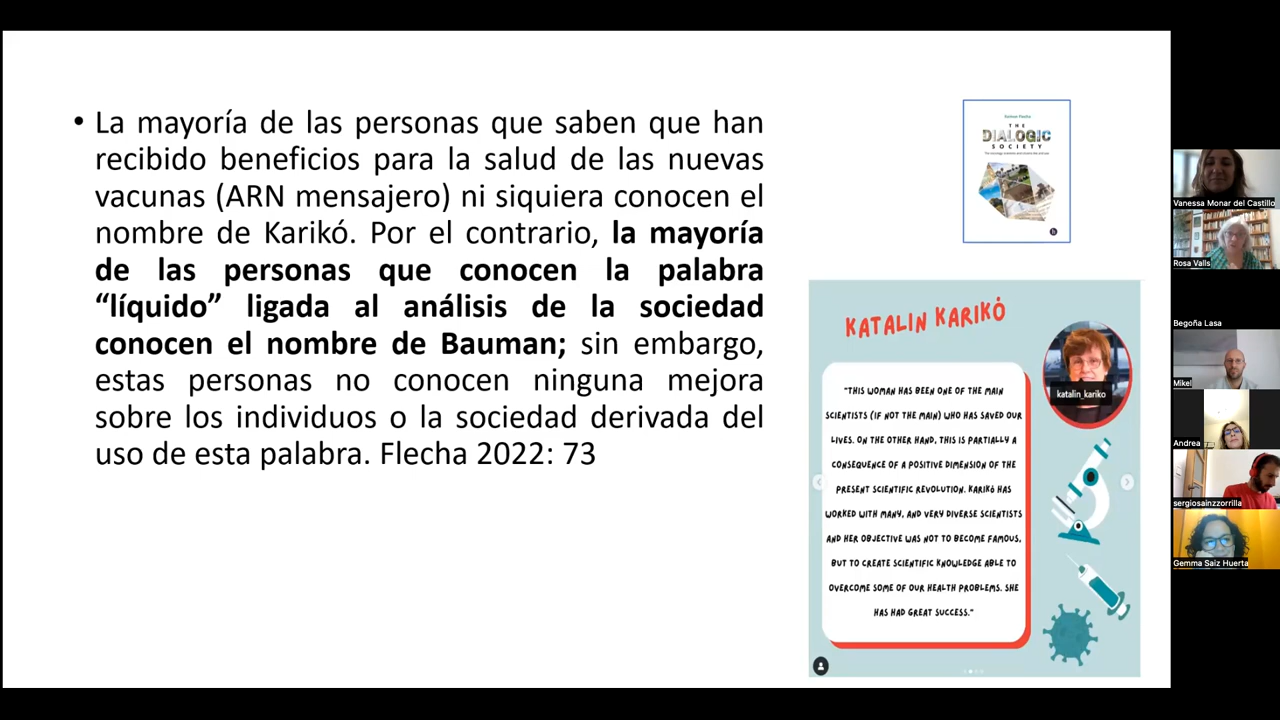 • La mayoría de las personas que saben que han
recibido beneficios para la salud de las nuevas
vacunas (ARN mensajero) ni siquiera conocen el
nombre de Karikó. Por el contrario, la mayoría
de las personas que conocen la palabra
“líquido” ligada al análisis de la sociedad
conocen el nombre de Bauman; sin embargo,
estas personas no conocen ninguna mejora
sobre los individuos o la sociedad derivada del
uso de esta palabra. Flecha 2022: 73
THE
DIALOGIC
SOCIETY
KATALIN KARIKÓ
katalin_kariko
"THIS WOMAN HAS BEEN ONE OF THE MAIN
SCIENTISTS (IF NOT THE MAIN) WHO HAS SAVED OUR
LIVES. ON THE OTHER HAND, THIS IS PARTIALLY A
CONSEQUENCE OF A POSITIVE DIMENSION OF THE
PRESENT SCIENTIFIC REVOLUTION. KARIKÓ HAS
WORKED WITH MANY, AND VERY DIVERSE SCIENTISTS
AND HER OBJECTIVE WAS NOT TO BECOME FAMOUS,
BUT TO CREATE SCIENTIFIC KNOWLEDGE ABLE TO
OVERCOME SOME OF OUR HEALTH PROBLEMS. SHE
HAS HAD GREAT SUCCESS."
Vanessa Monar del Castillo
Rosa Valls
Begoña Lasa
Mikel
Andrea
sergiosainzzorrilla
Gemma Saiz Huerta